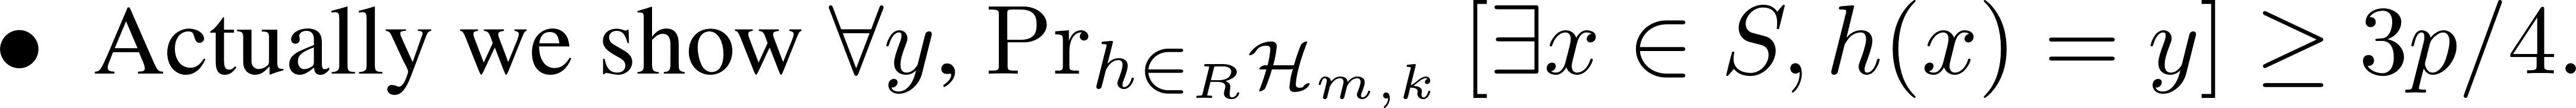 • Actually we show ∀y, Pr_{h∈_R ℋ_{m,k}} [∃x ∈ S, h(x) = y] ≥ 3p/4.